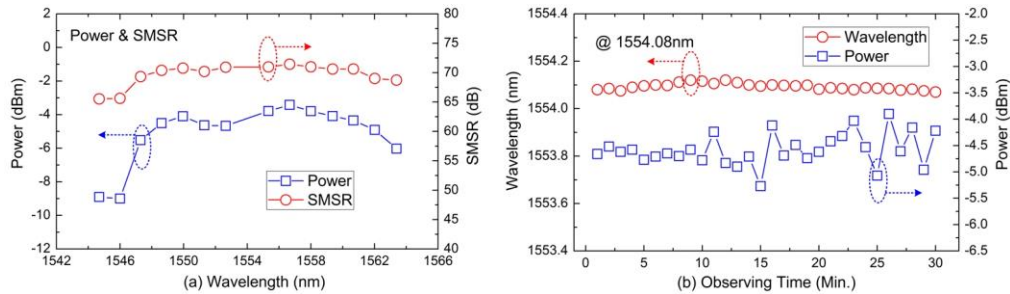 Power & SMSR
2
0
-2
-4
-6
-8
-10
-12
Power (dBm)
80
75
70
65
60
55
50
45
40
SMSR (dB)
Power
SMSR
1542 1546 1550 1554 1558 1562 1566
(a) Wavelength (nm)
@ 1554.08nm
Wavelength
Power
1554.4
1554.2
1554.0
1553.8
1553.6
1553.4
Wavelength (nm)
-2.0
-2.5
-3.0
-3.5
-4.0
-4.5
-5.0
-5.5
-6.0
-6.5
Power (dBm)
0 5 10 15 20 25 30
(b) Observing Time (Min.)